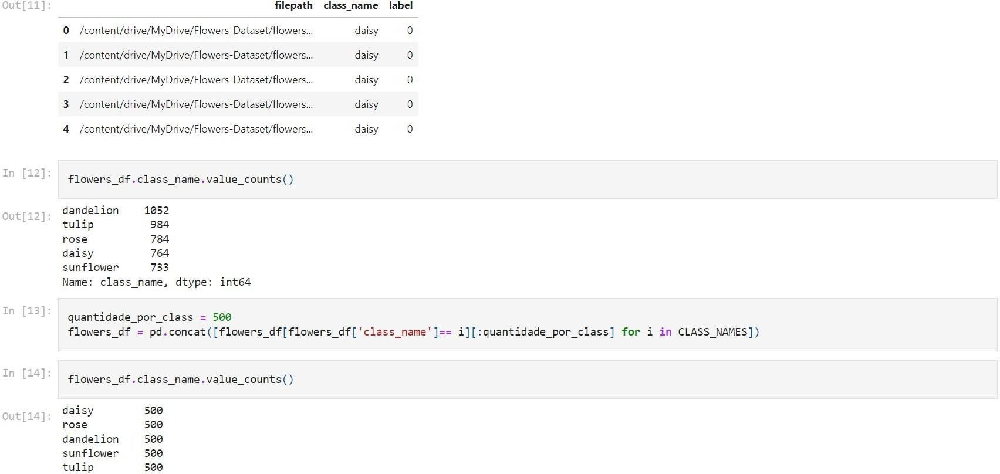 Out[11]:
filepath class_name label
0 /content/drive/MyDrive/Flowers-Dataset/flowers... daisy 0
1 /content/drive/MyDrive/Flowers-Dataset/flowers... daisy 0
2 /content/drive/MyDrive/Flowers-Dataset/flowers... daisy 0
3 /content/drive/MyDrive/Flowers-Dataset/flowers... daisy 0
4 /content/drive/MyDrive/Flowers-Dataset/flowers... daisy 0
In [12]:
flowers_df.class_name.value_counts()
Out[12]:
dandelion 1052
tulip 984
rose 784
daisy 764
sunflower 733
Name: class_name, dtype: int64
In [13]:
quantidade_por_class = 500
flowers_df = pd.concat([flowers_df[flowers_df['class_name']== i][:quantidade_por_class] for i in CLASS_NAMES])
In [14]:
flowers_df.class_name.value_counts()
Out[14]:
daisy 500
rose 500
dandelion 500
sunflower 500
tulip 500